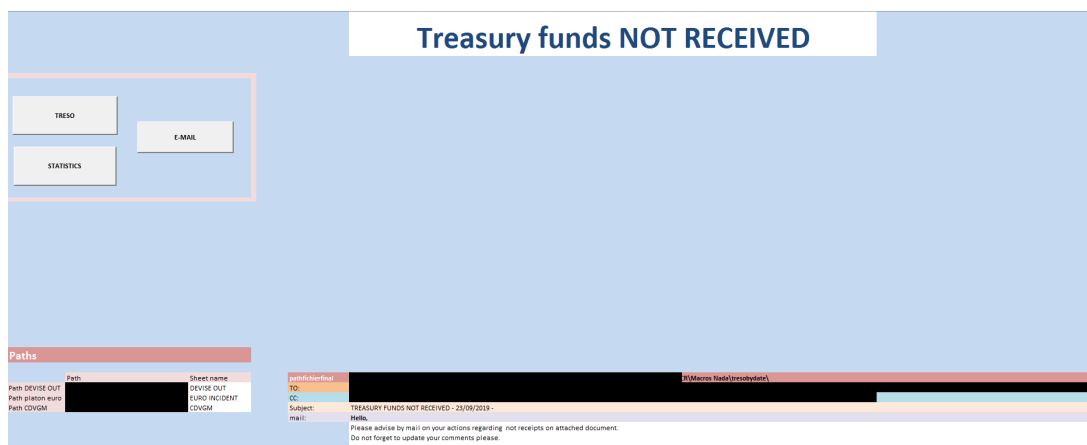 Treasury funds NOT RECEIVED
TRESO
E-MAIL
STATISTICS
Paths
Path Sheet name
Path DEVISE OUT DEVISE OUT
Path platon euro EURO INCIDENT
Path CDVGM CDVGM
pathfichierfinal \Macros Nada\tresobydate\
TO:
CC:
Subject: TREASURY FUNDS NOT RECEIVED - 23/09/2019 -
mail: Hello,
Please advise by mail on your actions regarding not receipts on attached document.
Do not forget to update your comments please.